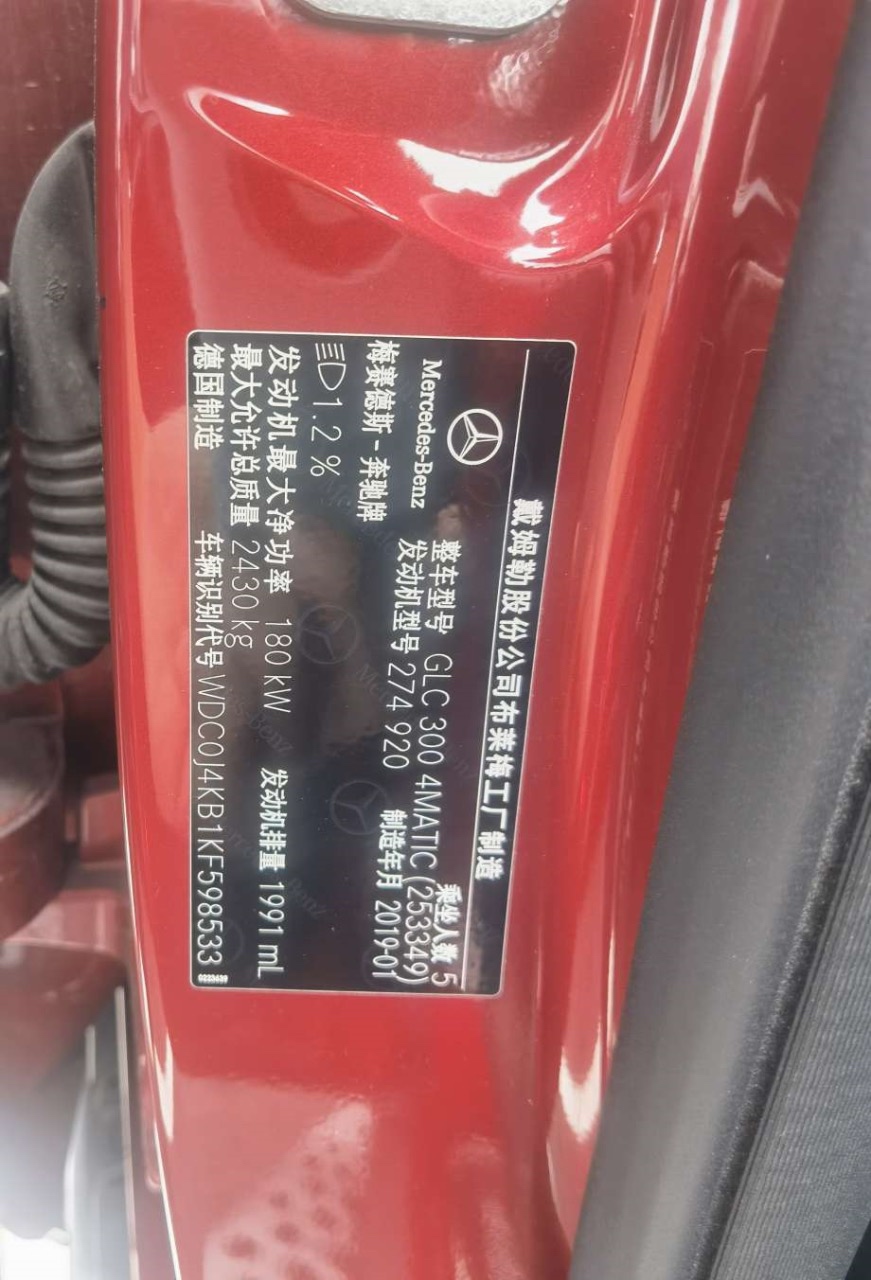 戴姆勒股份公司布莱梅工厂制造
Mercedes-Benz
梅赛德斯-奔驰牌
乘坐人数 5
整车型号 GLC 300 4MATIC (253349)
发动机型号 274 920 制造年月 2019-01
1.2 %
发动机最大净功率 180 kW 发动机排量 1991 mL
最大允许总质量 2430 kg
德国制造 车辆识别代号 WDC0J4KB1KF598533